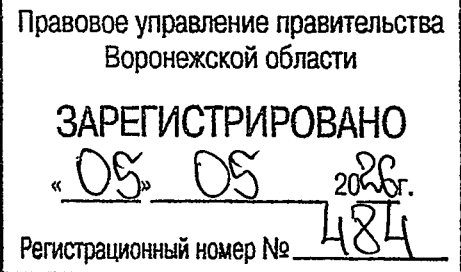 Правовое управление правительства
Воронежской области
ЗАРЕГИСТРИРОВАНО
« 05 » 05 2026г.
Регистрационный номер № 484